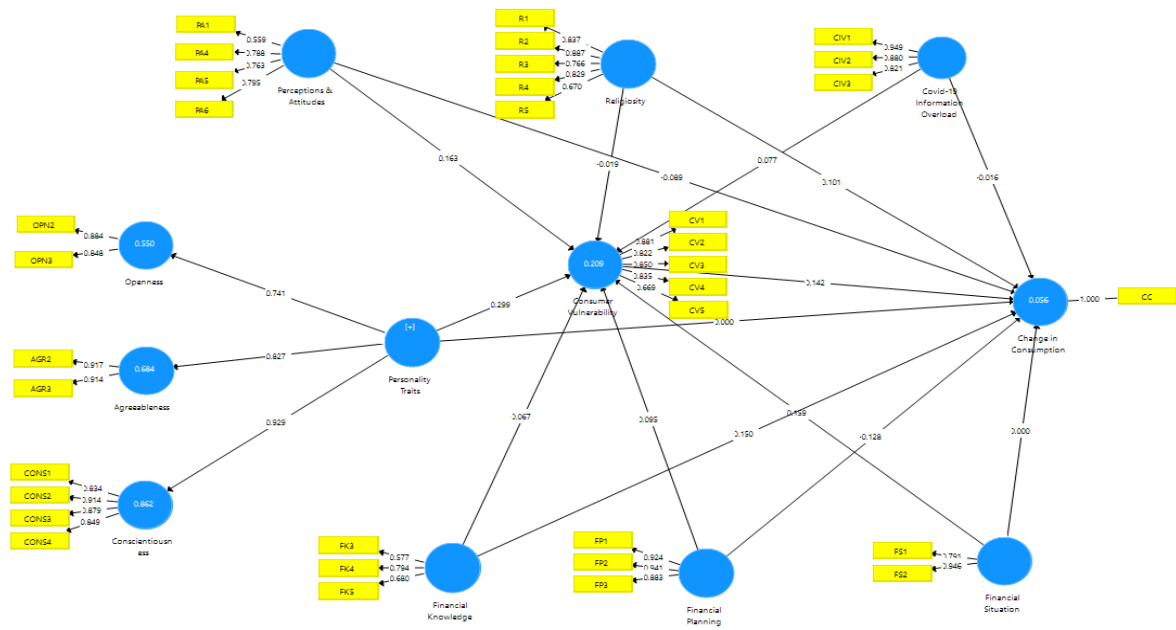 PA1
0.559
PA4
0.788
PA5
0.763
PA6
0.795
Perceptions &
Attitudes
R1
0.837
R2
0.887
R3
0.766
R4
0.829
R5
0.670
Religiosity
CIV1
0.949
CIV2
0.880
CIV3
0.821
Covid-19
Information
Overload
0.163
-0.019
0.077
-0.089
0.101
-0.016
OPN2
0.884
OPN3
0.848
0.550
Openness
0.741
CV1
0.881
CV2
0.822
CV3
0.850
CV4
0.835
CV5
0.669
0.209
Consumer
Vulnerability
0.142
0.299
0.000
0.056
1.000
CC
Change in
Consumption
[+]
Personality
Traits
AGR2
0.917
AGR3
0.914
0.684
Agreeableness
0.827
0.929
CONS1
0.834
CONS2
0.914
CONS3
0.879
CONS4
0.849
0.862
Conscientiousn
ess
0.067
0.095
0.159
0.150
-0.128
0.000
FK3
0.577
FK4
0.794
FK5
0.680
Financial
Knowledge
FP1
0.924
FP2
0.941
FP3
0.883
Financial
Planning
FS1
0.791
FS2
0.946
Financial
Situation